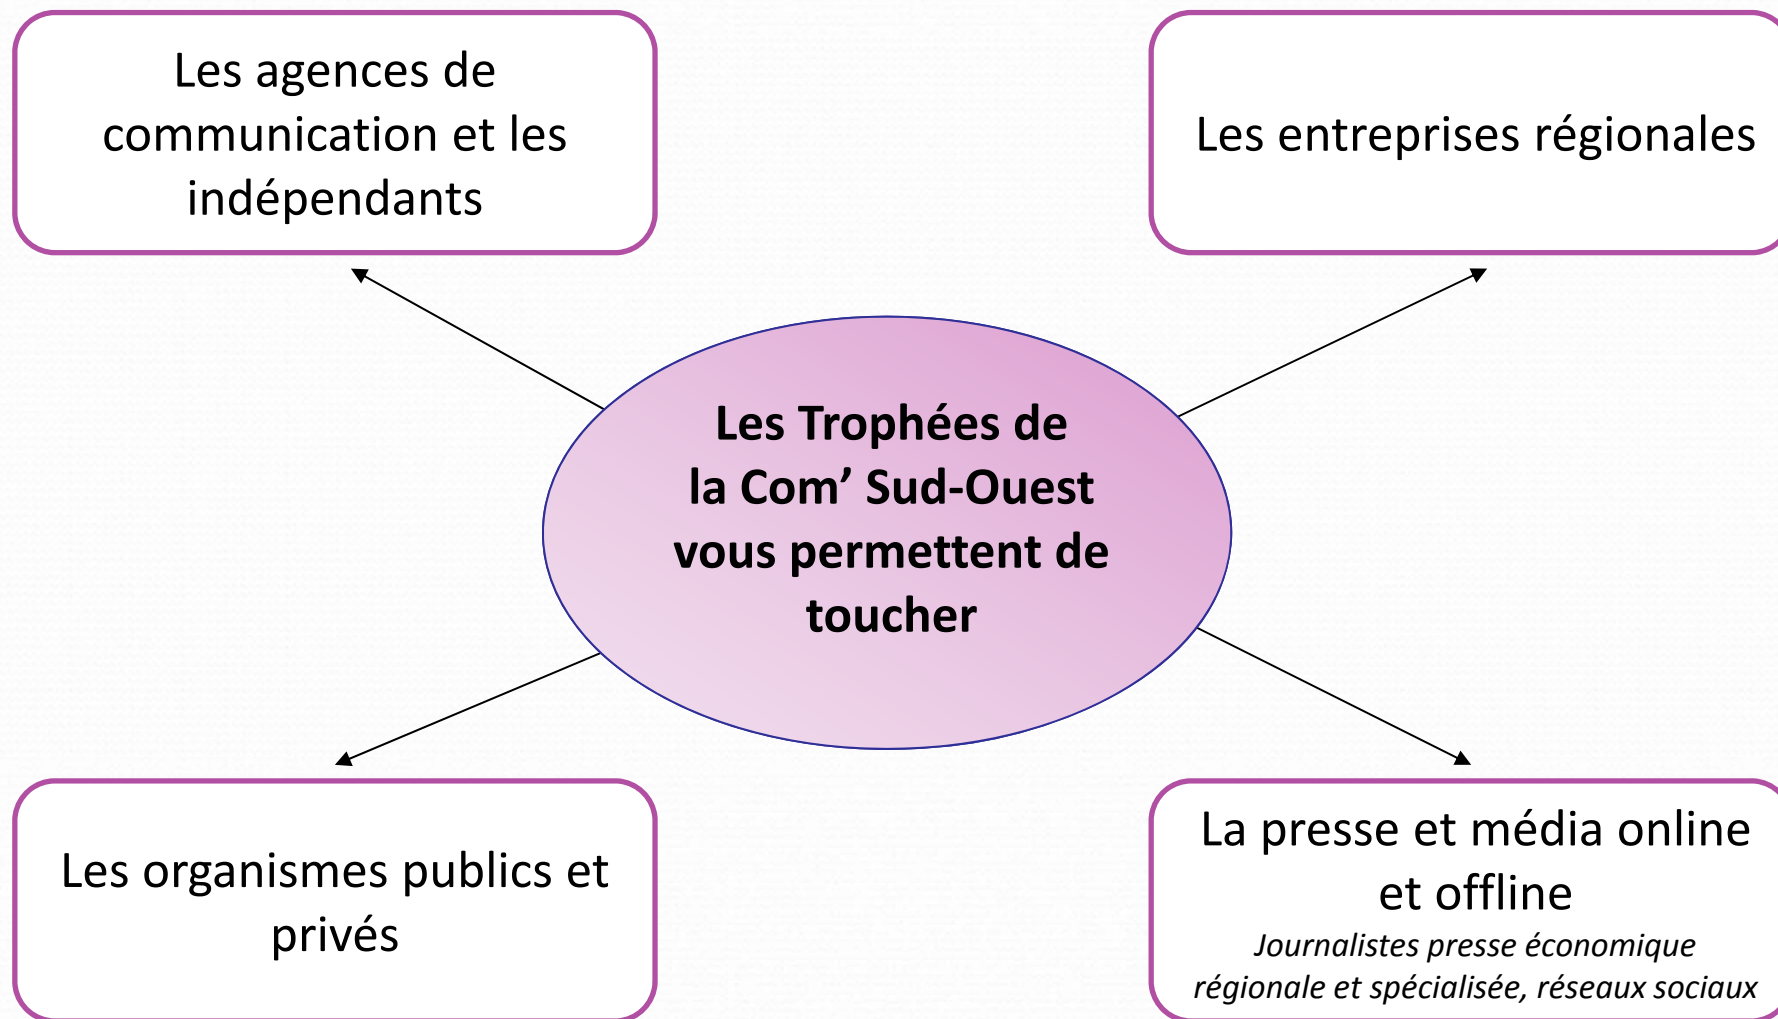 Les agences de
communication et les
indépendants
Les entreprises régionales
Les Trophées de
la Com’ Sud-Ouest
vous permettent de
toucher
Les organismes publics et
privés
La presse et média online
et offline
Journalistes presse économique
régionale et spécialisée, réseaux sociaux